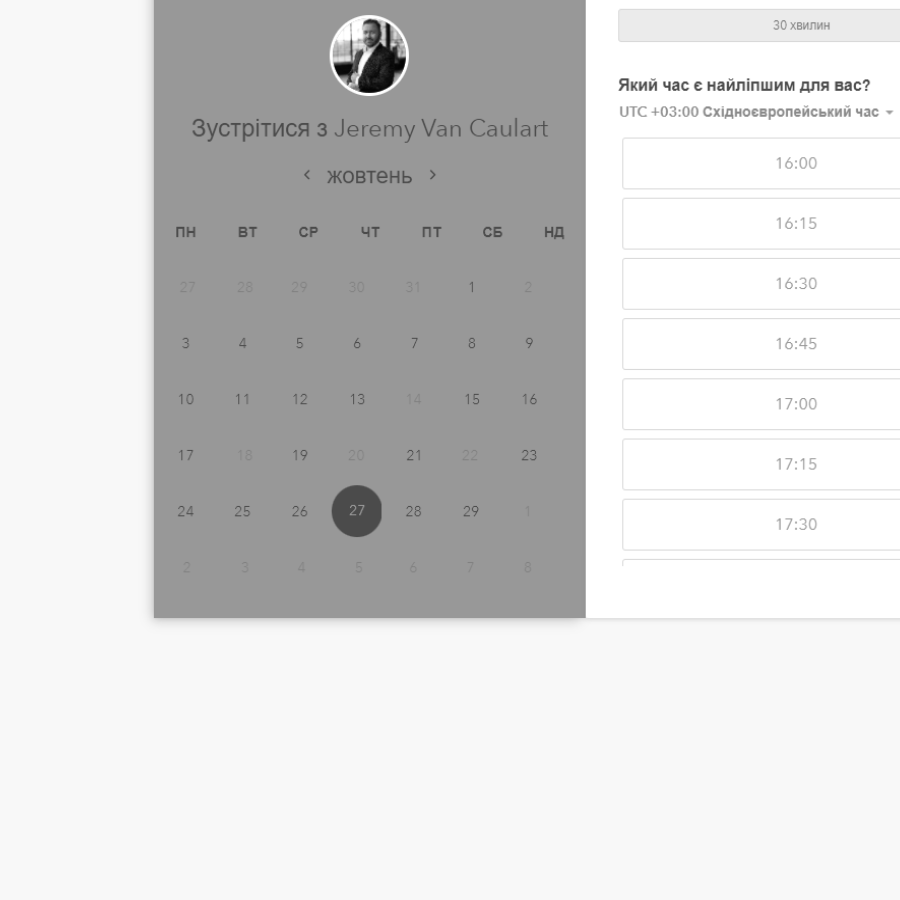 Зустрітися з Jeremy Van Caulart
жовтень
ПН ВТ СР ЧТ ПТ СБ НД
27 28 29 30 31 1 2
3 4 5 6 7 8 9
10 11 12 13 14 15 16
17 18 19 20 21 22 23
24 25 26 27 28 29 1
2 3 4 5 6 7 8
30 хвилин
Який час є найліпшим для вас?
UTC +03:00 Східноєвропейський час
16:00
16:15
16:30
16:45
17:00
17:15
17:30